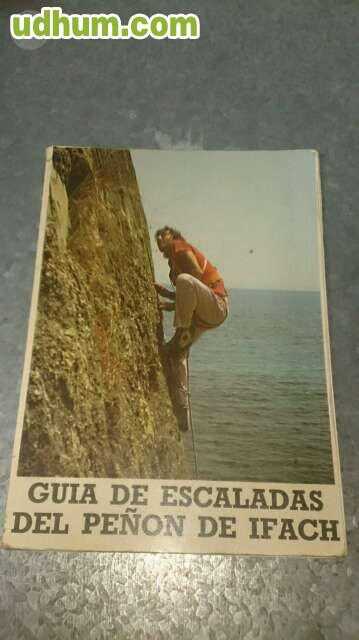 udhum.com
GUIA DE ESCALADAS
DEL PEÑON DE IFACH